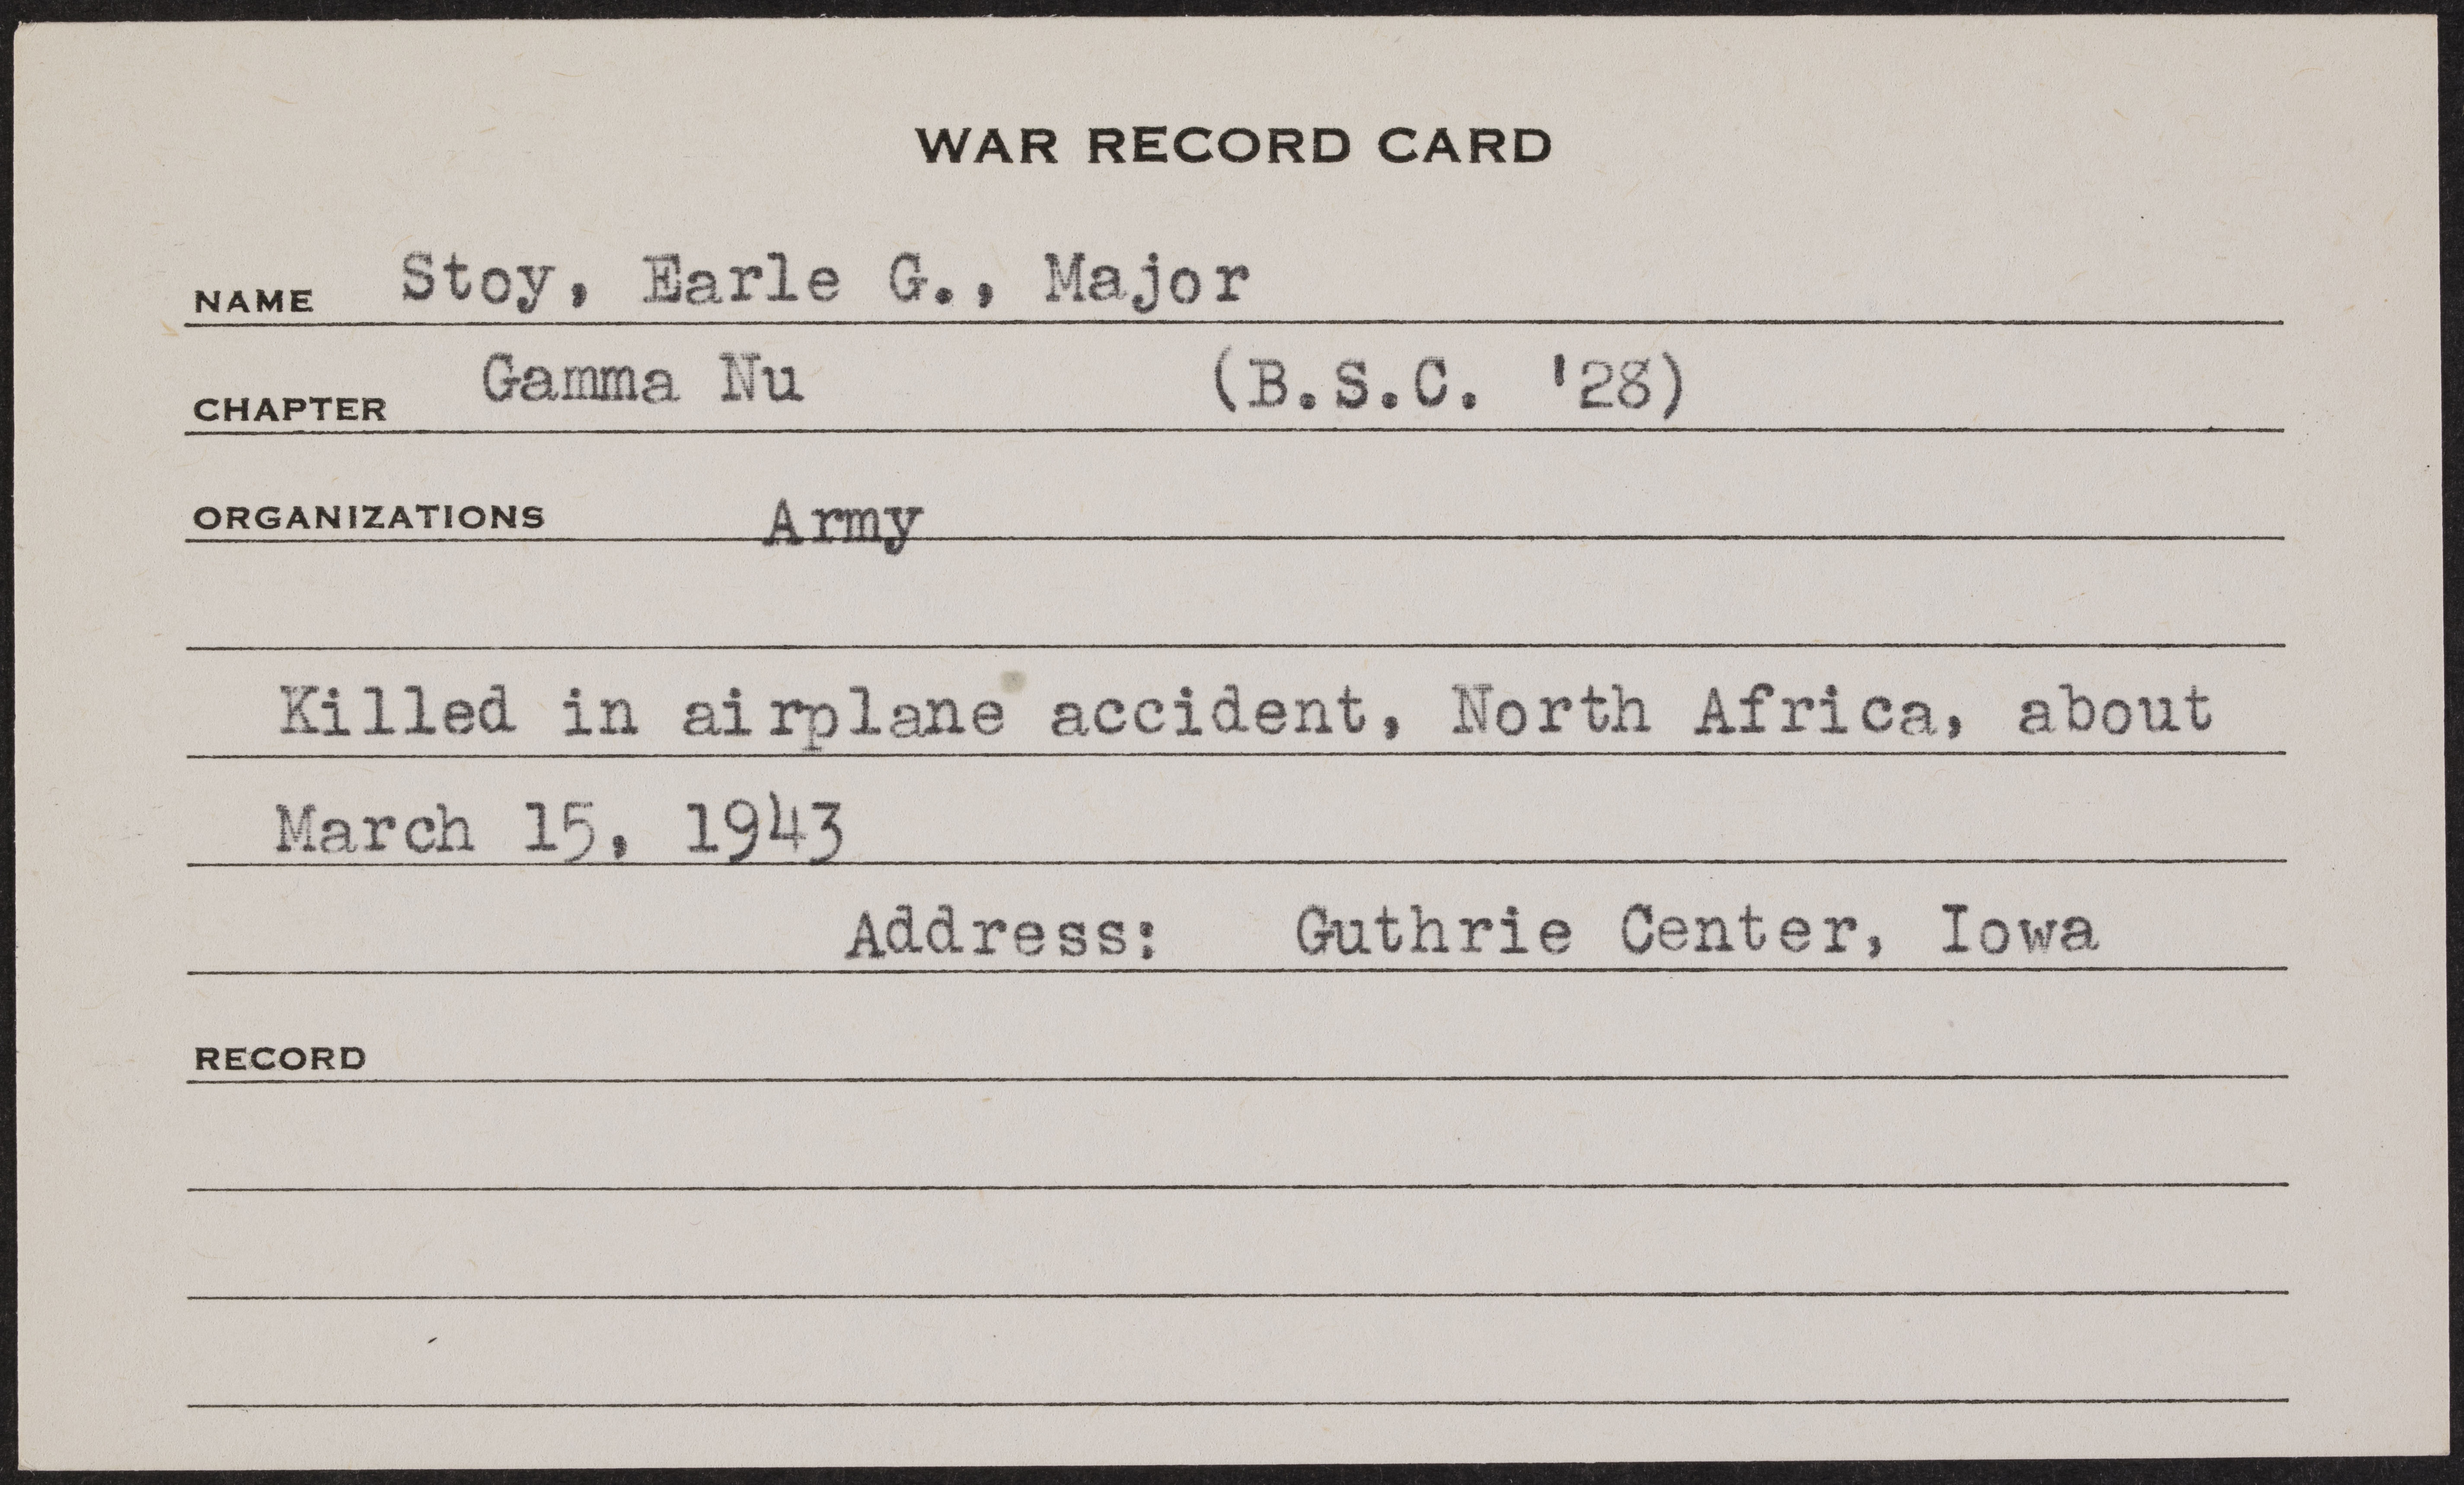 WAR RECORD CARD
NAME Stoy, Earle G., Major
CHAPTER Gamma Nu (B.S.C. '28)
ORGANIZATIONS Army
Killed in airplane accident, North Africa, about
March 15, 1943
Address: Guthrie Center, Iowa
RECORD